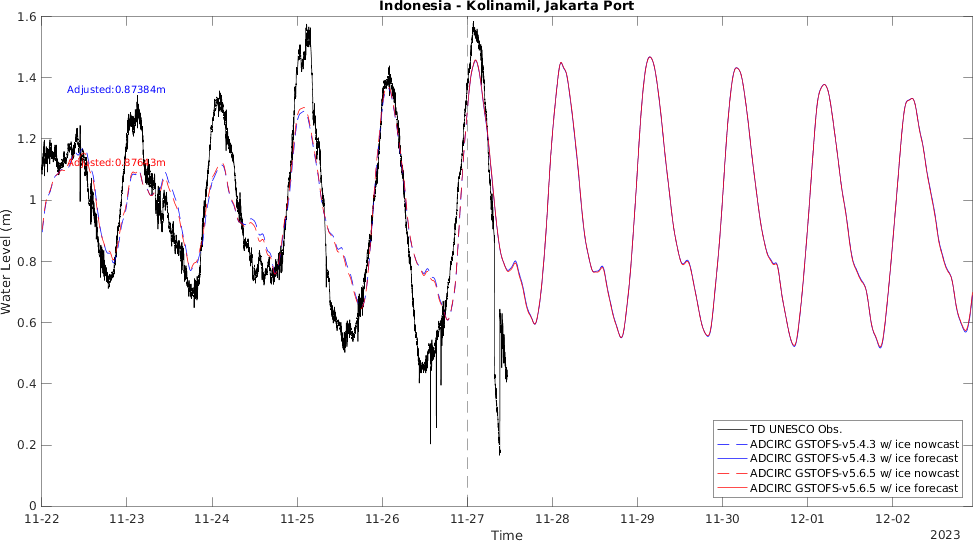 Indonesia - Kolinamil, Jakarta Port
1.6
1.4
1.2
1
0.8
0.6
0.4
0.2
0
Water Level (m)
Adjusted:0.87384m
TD UNESCO Obs.
ADCIRC GSTOFS-v5.4.3 w/ ice nowcast
ADCIRC GSTOFS-v5.4.3 w/ ice forecast
ADCIRC GSTOFS-v5.6.5 w/ ice nowcast
ADCIRC GSTOFS-v5.6.5 w/ ice forecast
11-22 11-23 11-24 11-25 11-26 11-27 11-28 11-29 11-30 12-01 12-02
Time
2023